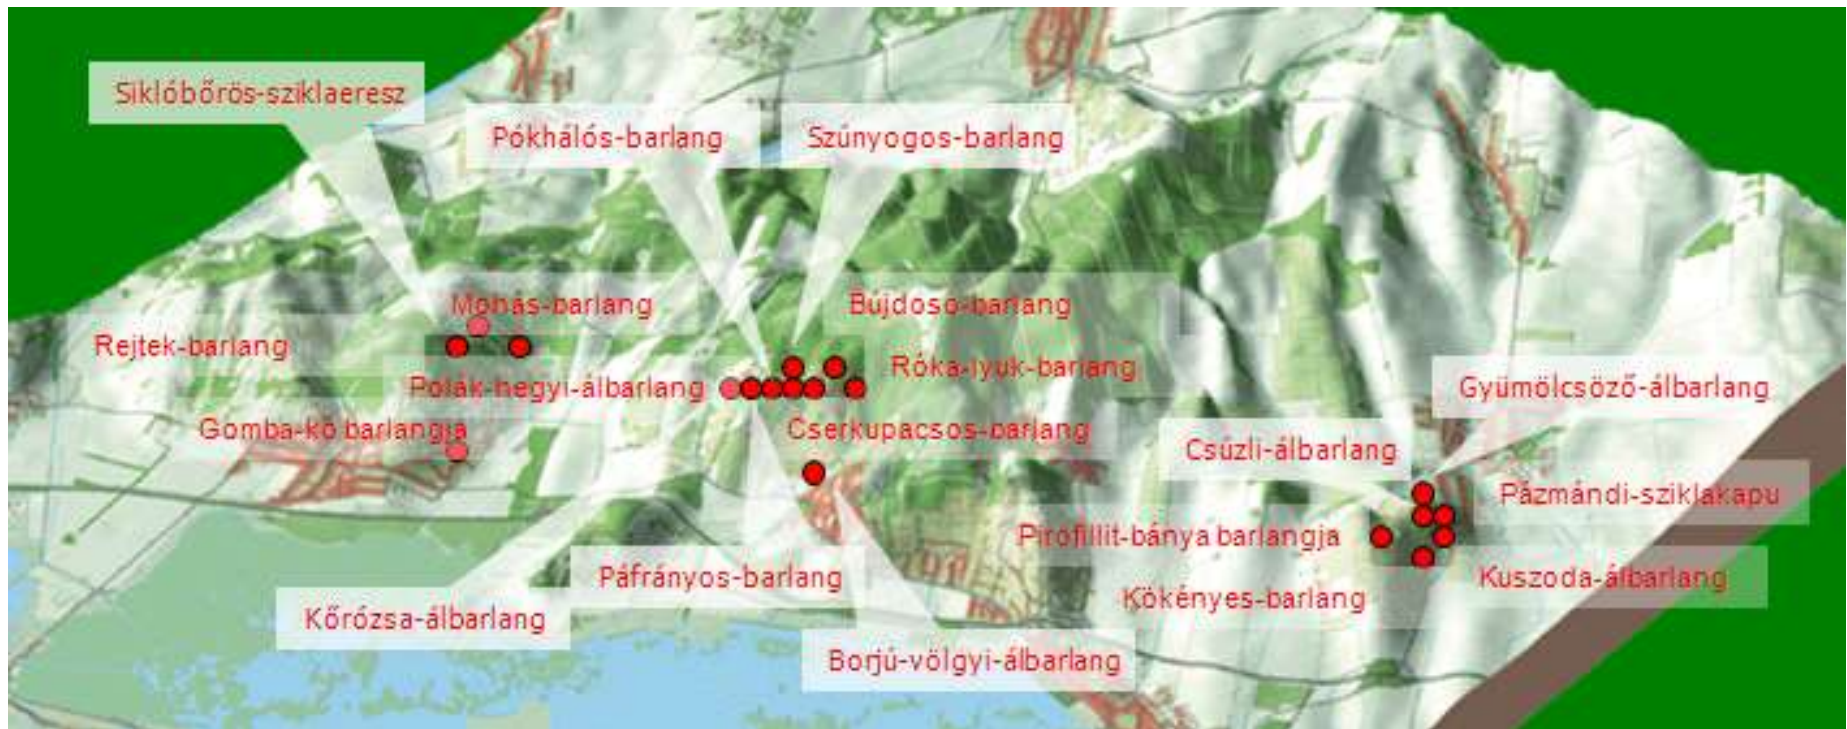 Siklóbőrös-sziklaeresz
Pókhálós-barlang
Szúnyogos-barlang
Mohás-barlang
Bújdosó-barlang
Rejtek-barlang
Róka-lyuk-barlang
Polák-hegyi-álbarlang
Gyümölcsöző-álbarlang
Gomba-kő barlangja
Cserkupacsos-barlang
Csúzli-álbarlang
Pázmándi-sziklakapu
Pirofillit-bánya barlangja
Páfrányos-barlang
Kuszoda-álbarlang
Kökényes-barlang
Kőrózsa-álbarlang
Borjú-völgyi-álbarlang